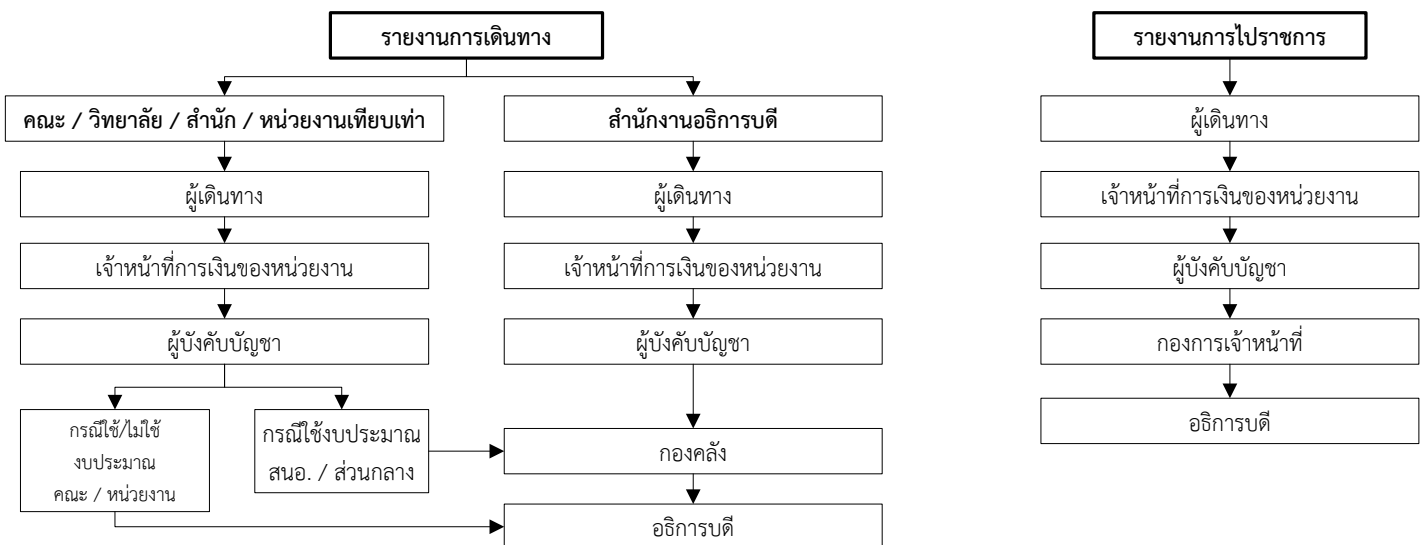 รายงานการเดินทาง
คณะ / วิทยาลัย / สำนัก / หน่วยงานเทียบเท่า
ผู้เดินทาง
เจ้าหน้าที่การเงินของหน่วยงาน
ผู้บังคับบัญชา
กรณีใช้/ไม่ใช้
งบประมาณ
คณะ / หน่วยงาน
กรณีใช้งบประมาณ
สนอ. / ส่วนกลาง
สำนักงานอธิการบดี
ผู้เดินทาง
เจ้าหน้าที่การเงินของหน่วยงาน
ผู้บังคับบัญชา
กองคลัง
อธิการบดี
รายงานการไปราชการ
ผู้เดินทาง
เจ้าหน้าที่การเงินของหน่วยงาน
ผู้บังคับบัญชา
กองการเจ้าหน้าที่
อธิการบดี